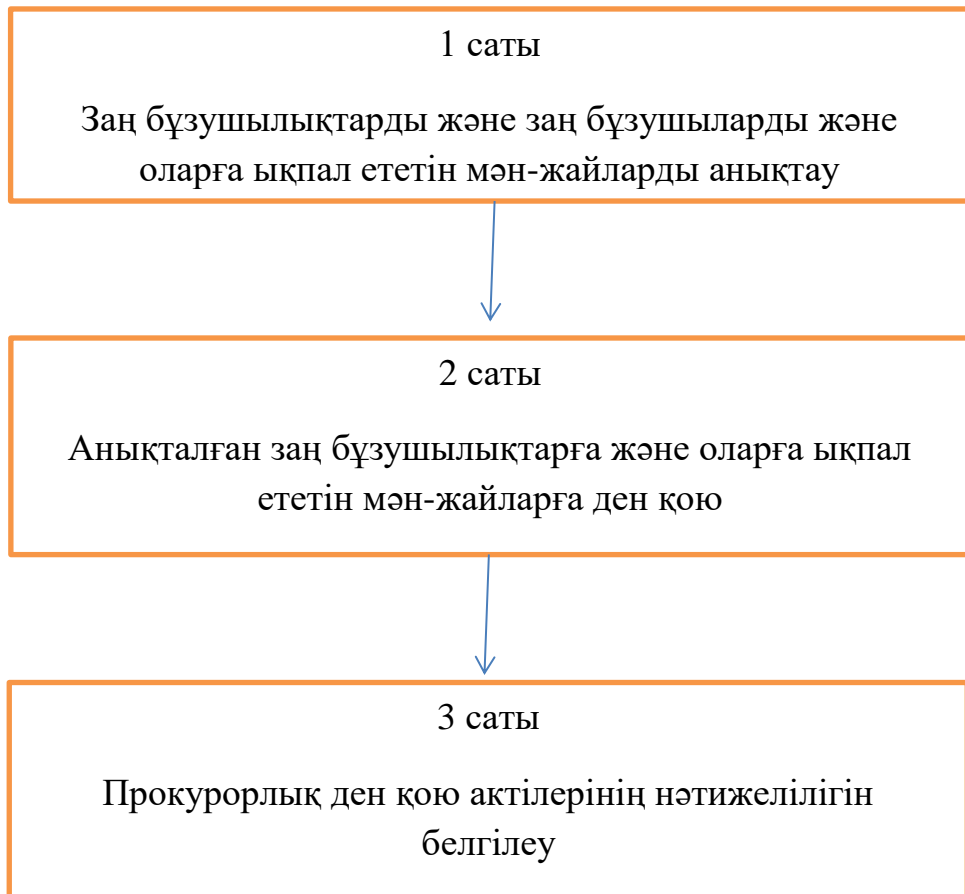 1 саты
Заң бұзушылықтарды және заң бұзушыларды және
оларға ықпал ететін мән-жайларды анықтау
2 саты
Анықталған заң бұзушылықтарға және оларға ықпал
ететін мән-жайларға ден қою
3 саты
Прокурорлық ден қою актілерінің нәтижелілігін
белгілеу